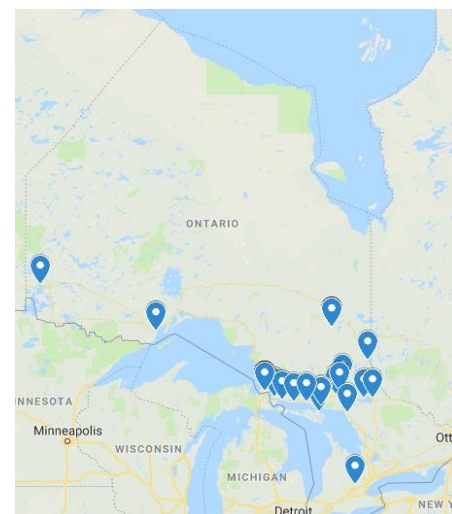 ONTARIO
NNESOTA
Minneapolis
WISCONSIN
MICHIGAN
Ott
Detroit
NEW Y